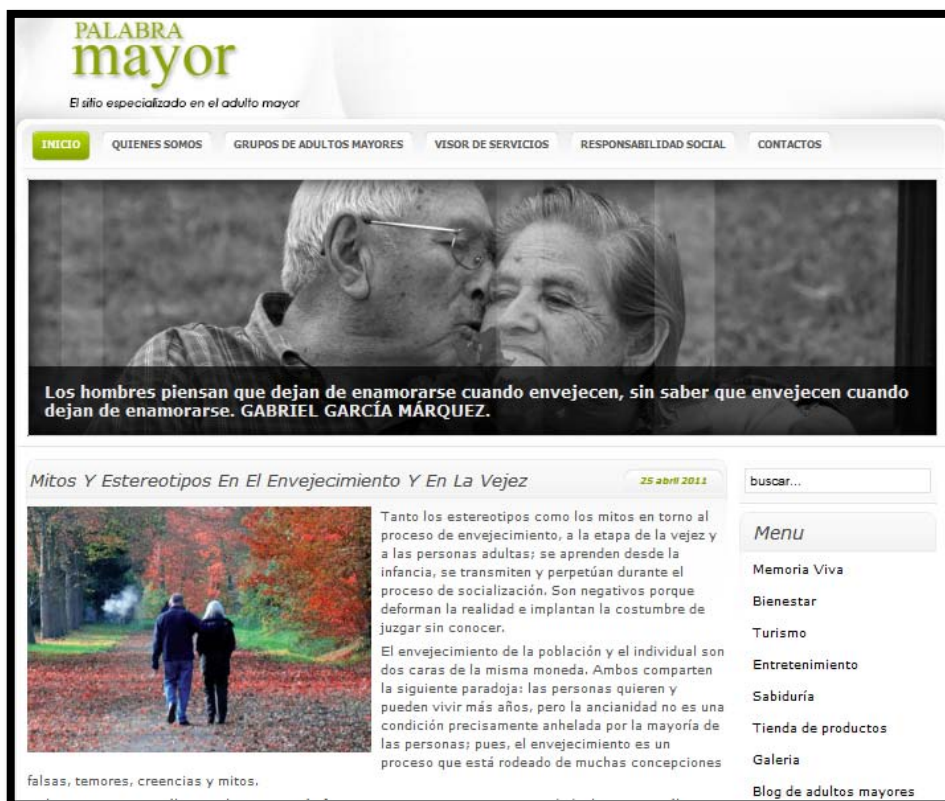 PALABRA
mayor
El sitio especializado en el adulto mayor
INICIO
QUIENES SOMOS
GRUPOS DE ADULTOS MAYORES
VISOR DE SERVICIOS
RESPONSABILIDAD SOCIAL
CONTACTOS
Los hombres piensan que dejan de enamorarse cuando envejecen, sin saber que envejecen cuando
dejan de enamorarse. GABRIEL GARCÍA MÁRQUEZ.
Mitos Y Estereotipos En El Envejecimiento Y En La Vejez
25 abril 2011
Tanto los estereotipos como los mitos en torno al
proceso de envejecimiento, a la etapa de la vejez y
a las personas adultas; se aprenden desde la
infancia, se transmiten y perpetúan durante el
proceso de socialización. Son negativos porque
deforman la realidad e implantan la costumbre de
juzgar sin conocer.
El envejecimiento de la población y el individual son
dos caras de la misma moneda. Ambos comparten
la siguiente paradoja: las personas quieren y
pueden vivir más años, pero la ancianidad no es una
condición precisamente anhelada por la mayoría de
las personas; pues, el envejecimiento es un
proceso que está rodeado de muchas concepciones
falsas, temores, creencias y mitos.
buscar...
Menu
Memoria Viva
Bienestar
Turismo
Entretenimiento
Sabiduría
Tienda de productos
Galeria
Blog de adultos mayores